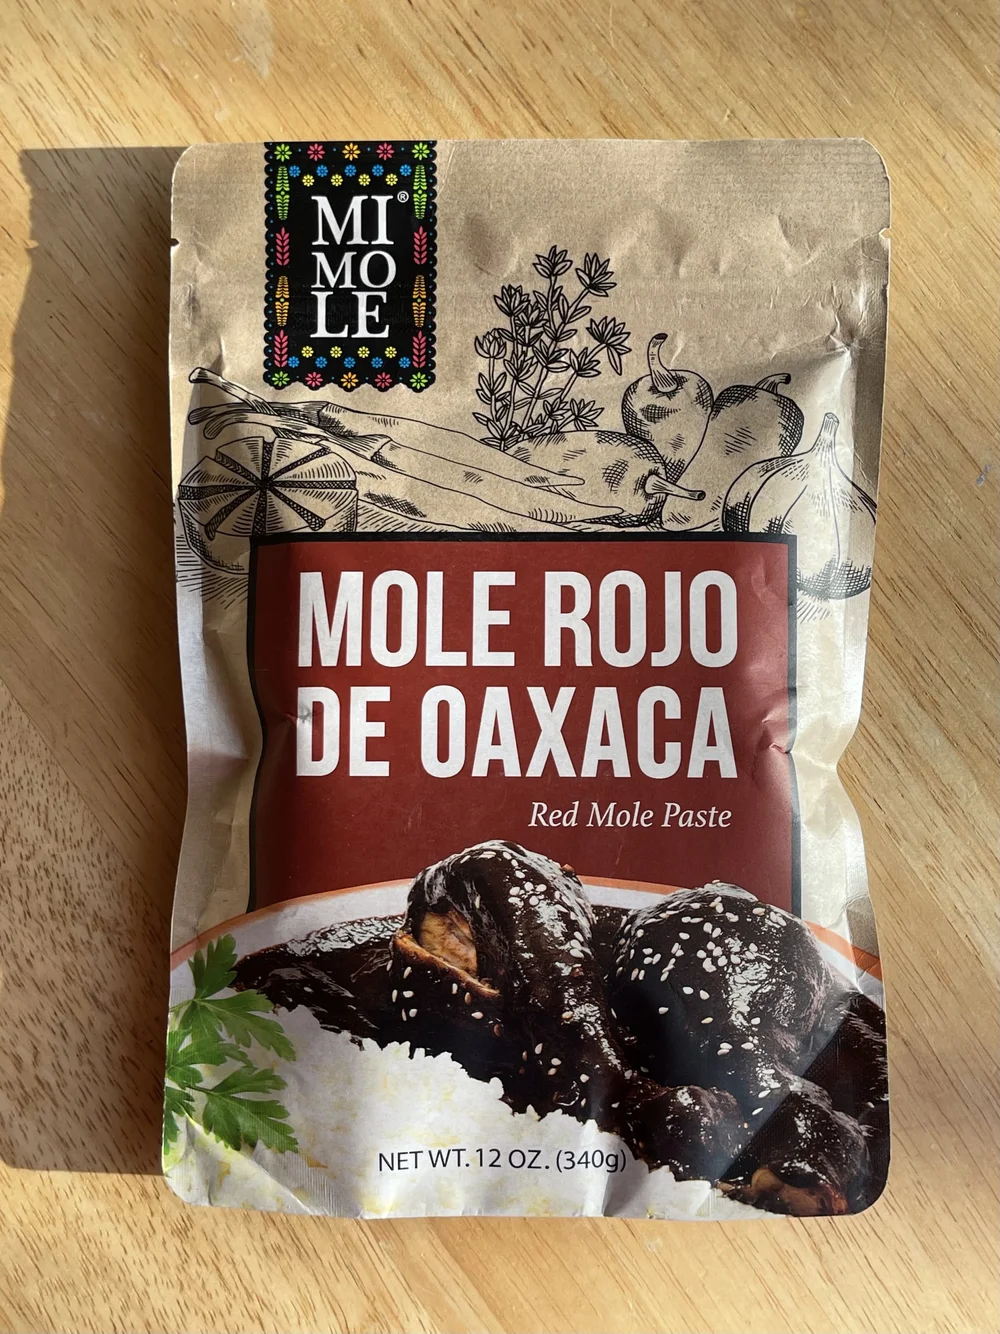 MI®
MO
LE
MOLE ROJO
DE OAXACA
Red Mole Paste
NET WT. 12 OZ. (340g)